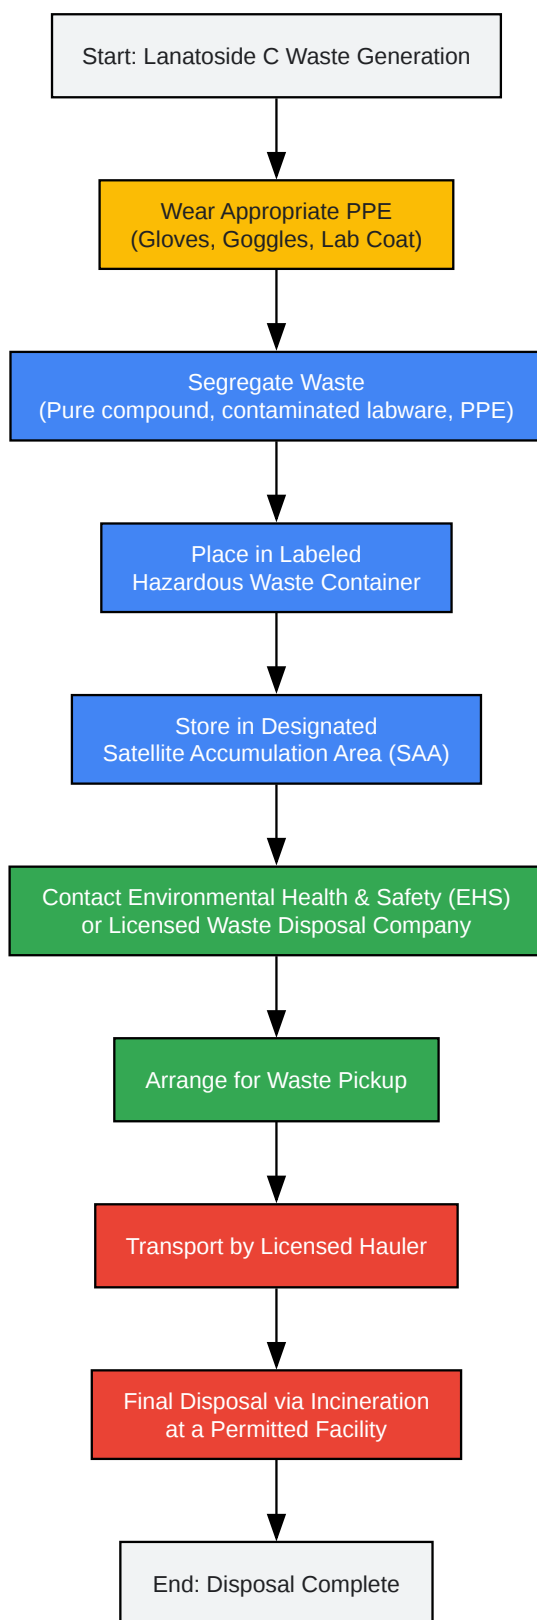 Start: Lanatoside C Waste Generation
Wear Appropriate PPE
(Gloves, Goggles, Lab Coat)
Segregate Waste
(Pure compound, contaminated labware, PPE)
Place in Labeled
Hazardous Waste Container
Store in Designated
Satellite Accumulation Area (SAA)
Contact Environmental Health & Safety (EHS)
or Licensed Waste Disposal Company
Arrange for Waste Pickup
Transport by Licensed Hauler
Final Disposal via Incineration
at a Permitted Facility
End: Disposal Complete